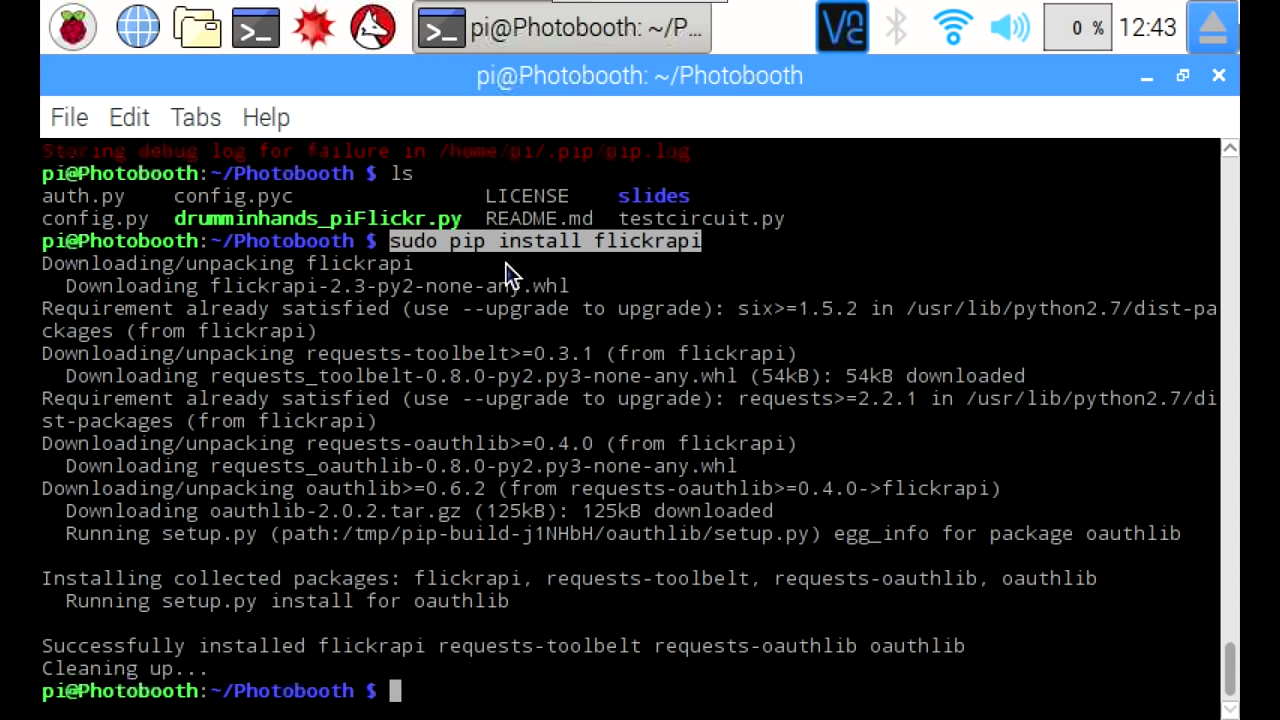 pi@Photobooth: ~/P...
0 %
12:43
pi@Photobooth: ~/Photobooth
File Edit Tabs Help
Storing debug log for failure in /home/pi/.pip/pip.log
pi@Photobooth:~/Photobooth $ ls
auth.py config.pyc LICENSE slides
config.py drumminhands_piFlickr.py README.md testcircuit.py
pi@Photobooth:~/Photobooth $ sudo pip install flickrapi
Downloading/unpacking flickrapi
Downloading flickrapi-2.3-py2-none-any.whl
Requirement already satisfied (use --upgrade to upgrade): six>=1.5.2 in /usr/lib/python2.7/dist-pa
ckages (from flickrapi)
Downloading/unpacking requests-toolbelt>=0.3.1 (from flickrapi)
Downloading requests_toolbelt-0.8.0-py2.py3-none-any.whl (54kB): 54kB downloaded
Requirement already satisfied (use --upgrade to upgrade): requests>=2.2.1 in /usr/lib/python2.7/di
st-packages (from flickrapi)
Downloading/unpacking requests-oauthlib>=0.4.0 (from flickrapi)
Downloading requests_oauthlib-0.8.0-py2.py3-none-any.whl
Downloading/unpacking oauthlib>=0.6.2 (from requests-oauthlib>=0.4.0->flickrapi)
Downloading oauthlib-2.0.2.tar.gz (125kB): 125kB downloaded
Running setup.py (path:/tmp/pip-build-j1NHbH/oauthlib/setup.py) egg_info for package oauthlib
Installing collected packages: flickrapi, requests-toolbelt, requests-oauthlib, oauthlib
Running setup.py install for oauthlib
Successfully installed flickrapi requests-toolbelt requests-oauthlib oauthlib
Cleaning up...
pi@Photobooth:~/Photobooth $